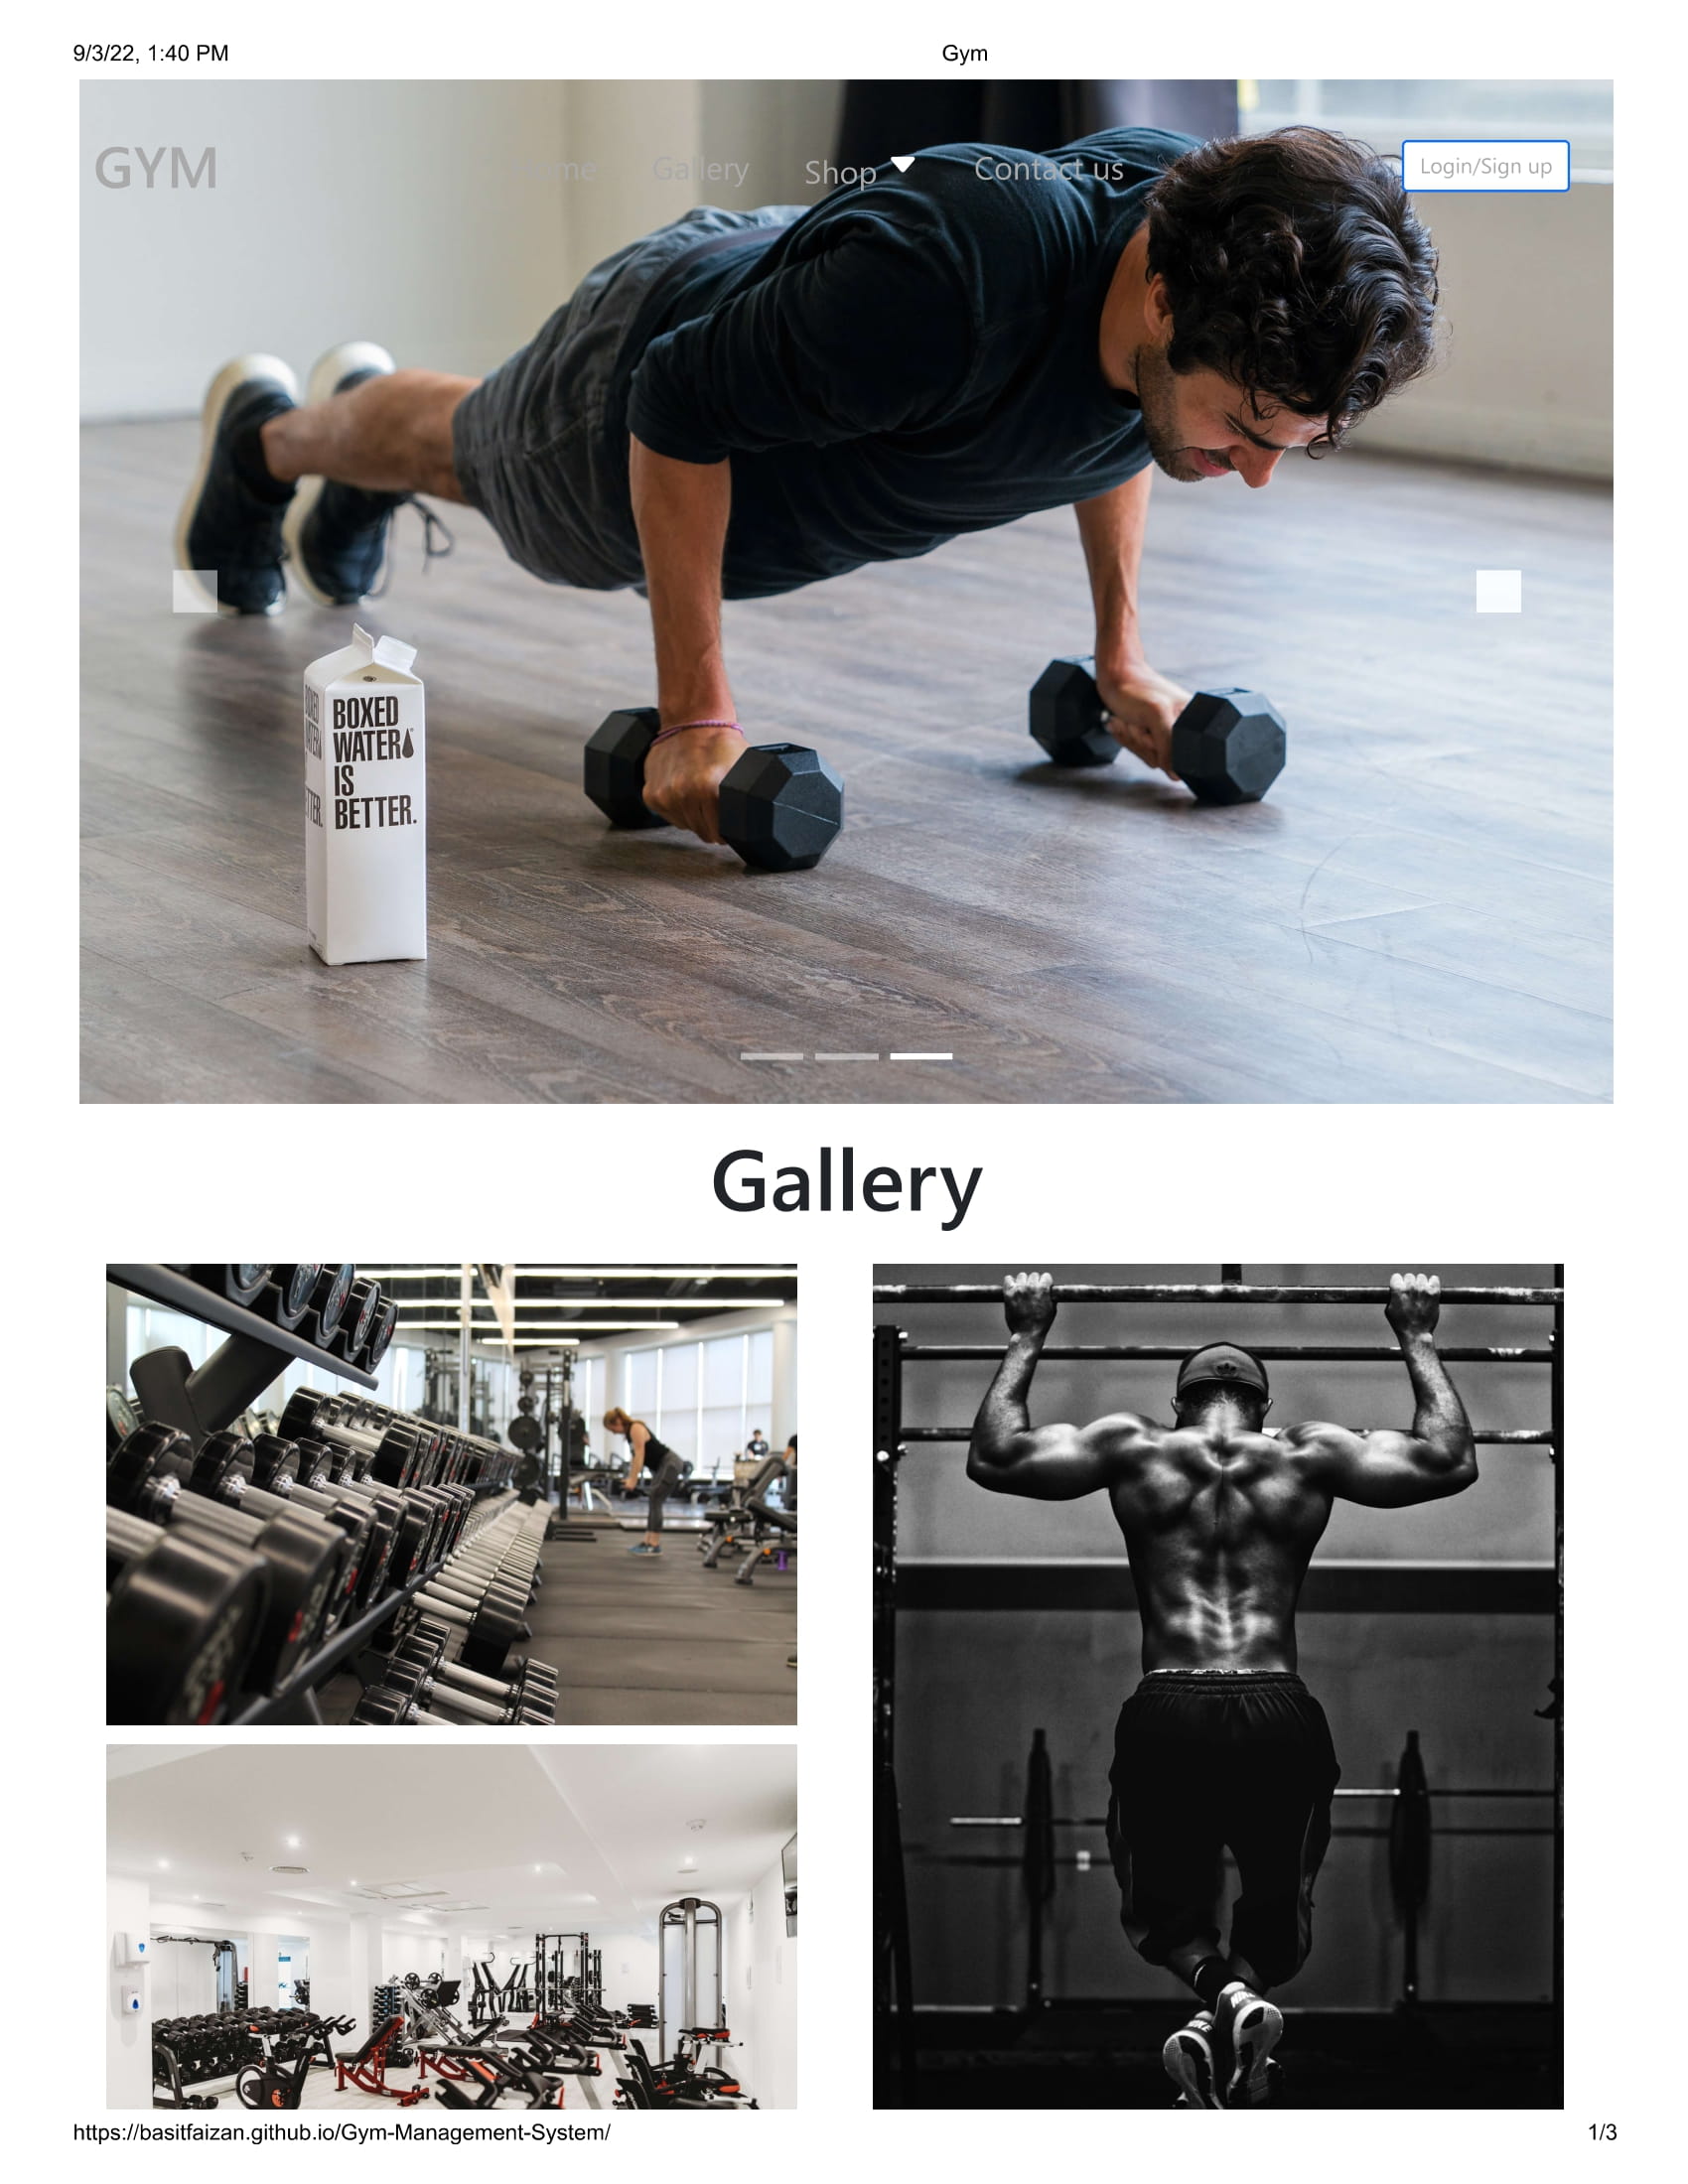 9/3/22, 1:40 PM Gym
GYM Home Gallery Shop Contact us Login/Sign up
BOXED
WATER
IS
BETTER.
Gallery
https://basitfaizan.github.io/Gym-Management-System/ 1/3